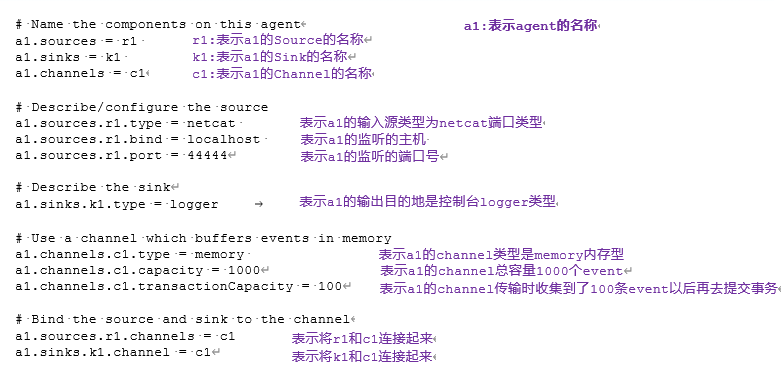 # Name the components on this agent a1:表示agent的名称
a1.sources = r1 r1:表示a1的Source的名称
a1.sinks = k1 k1:表示a1的Sink的名称
a1.channels = c1 c1:表示a1的Channel的名称
# Describe/configure the source
a1.sources.r1.type = netcat 表示a1的输入源类型为netcat端口类型
a1.sources.r1.bind = localhost 表示a1的监听的主机
a1.sources.r1.port = 44444 表示a1的监听的端口号
# Describe the sink
a1.sinks.k1.type = logger 表示a1的输出目的地是控制台logger类型
# Use a channel which buffers events in memory
a1.channels.c1.type = memory 表示a1的channel类型是memory内存型
a1.channels.c1.capacity = 1000 表示a1的channel总容量1000个event
a1.channels.c1.transactionCapacity = 100 表示a1的channel传输时收集到了100条event以后再去提交事务
# Bind the source and sink to the channel
a1.sources.r1.channels = c1 表示将r1和c1连接起来
a1.sinks.k1.channel = c1 表示将k1和c1连接起来